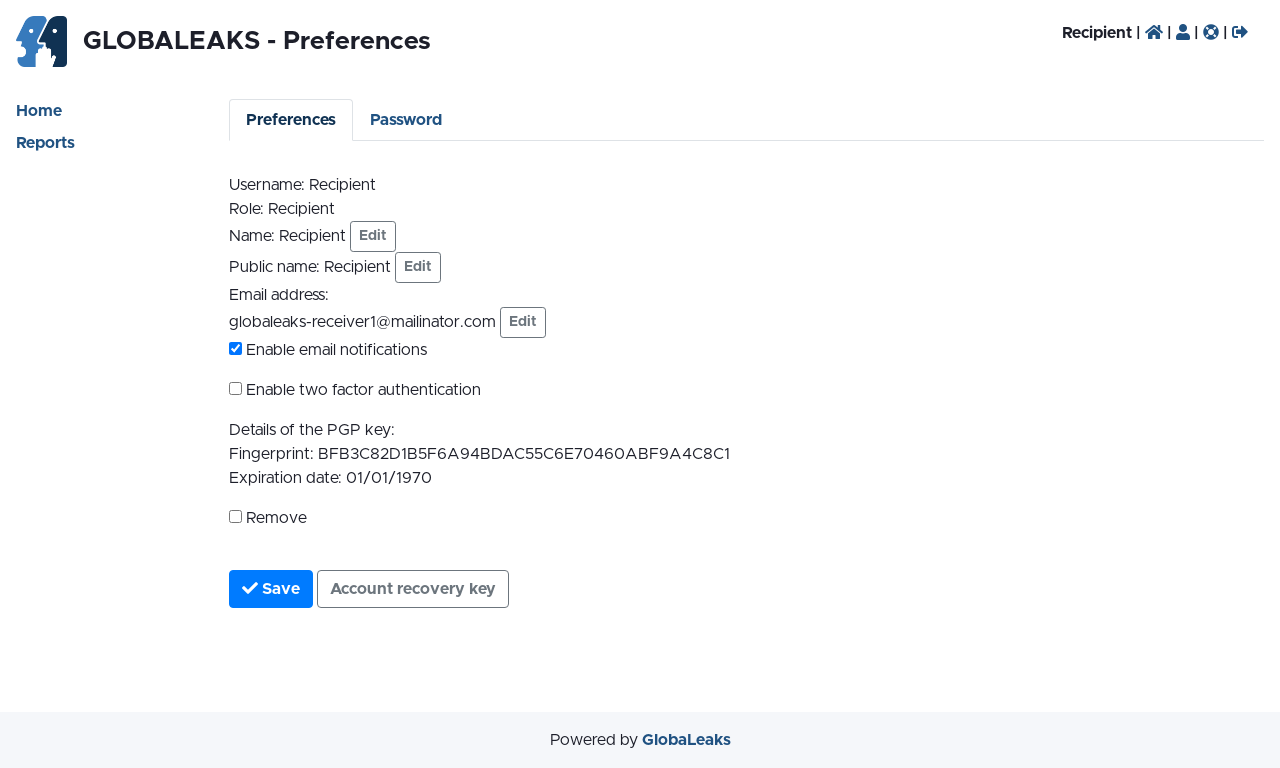 GLOBALEAKS - Preferences
Recipient | | | |
Home
Reports
Preferences Password
Username: Recipient
Role: Recipient
Name: Recipient Edit
Public name: Recipient Edit
Email address:
globaleaks-receiver1@mailinator.com Edit
Enable email notifications
Enable two factor authentication
Details of the PGP key:
Fingerprint: BFB3C82D1B5F6A94BDAC55C6E70460ABF9A4C8C1
Expiration date: 01/01/1970
Remove
Save Account recovery key
Powered by GlobaLeaks